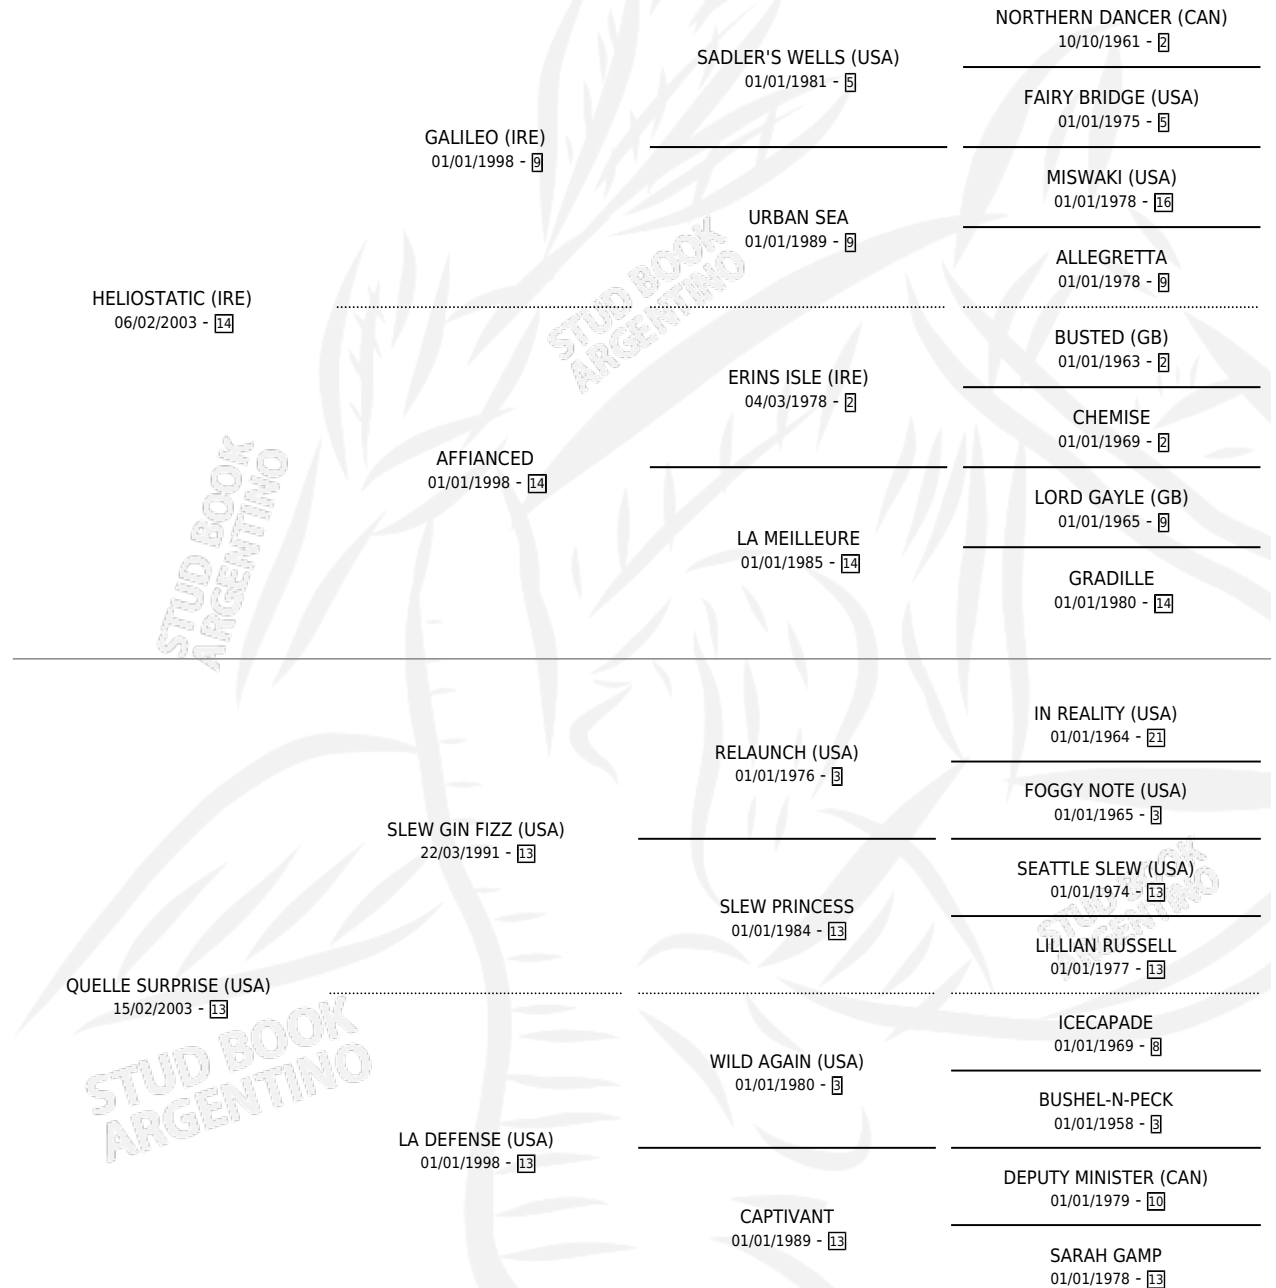 NORTHERN DANCER (CAN)
10/10/1961 - 2
SADLER'S WELLS (USA)
01/01/1981 - 5
FAIRY BRIDGE (USA)
01/01/1975 - 5
GALILEO (IRE)
01/01/1998 - 9
MISWAKI (USA)
01/01/1978 - 16
URBAN SEA
01/01/1989 - 9
ALLEGRETTA
01/01/1978 - 9
HELIOSTATIC (IRE)
06/02/2003 - 14
STUD BOOK
ARGENTINO
BUSTED (GB)
01/01/1963 - 2
ERINS ISLE (IRE)
04/03/1978 - 2
CHEMISE
01/01/1969 - 2
AFFIANCED
01/01/1998 - 14
LORD GAYLE (GB)
01/01/1965 - 9
LA MEILLEURE
01/01/1985 - 14
GRADILLE
01/01/1980 - 14
STUD BOOK
ARGENTINO
IN REALITY (USA)
01/01/1964 - 21
RELAUNCH (USA)
01/01/1976 - 3
FOGGY NOTE (USA)
01/01/1965 - 3
SLEW GIN FIZZ (USA)
22/03/1991 - 13
SEATTLE SLEW (USA)
01/01/1974 - 13
SLEW PRINCESS
01/01/1984 - 13
STUD BOOK
ARGENTINO
LILLIAN RUSSELL
01/01/1977 - 13
QUELLE SURPRISE (USA)
15/02/2003 - 13
STUD BOOK
ARGENTINO
ICECAPADE
01/01/1969 - 8
WILD AGAIN (USA)
01/01/1980 - 3
BUSHEL-N-PECK
01/01/1958 - 3
LA DEFENSE (USA)
01/01/1998 - 13
DEPUTY MINISTER (CAN)
01/01/1979 - 10
CAPTIVANT
01/01/1989 - 13
SARAH GAMP
01/01/1978 - 13